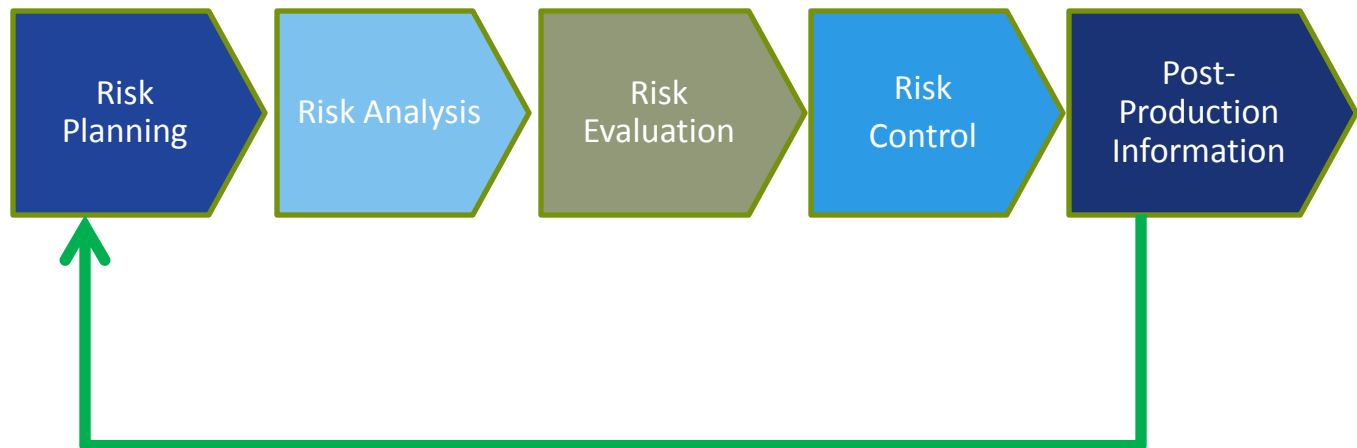 Risk
Planning
Risk Analysis
Risk
Evaluation
Risk
Control
Post-
Production
Information